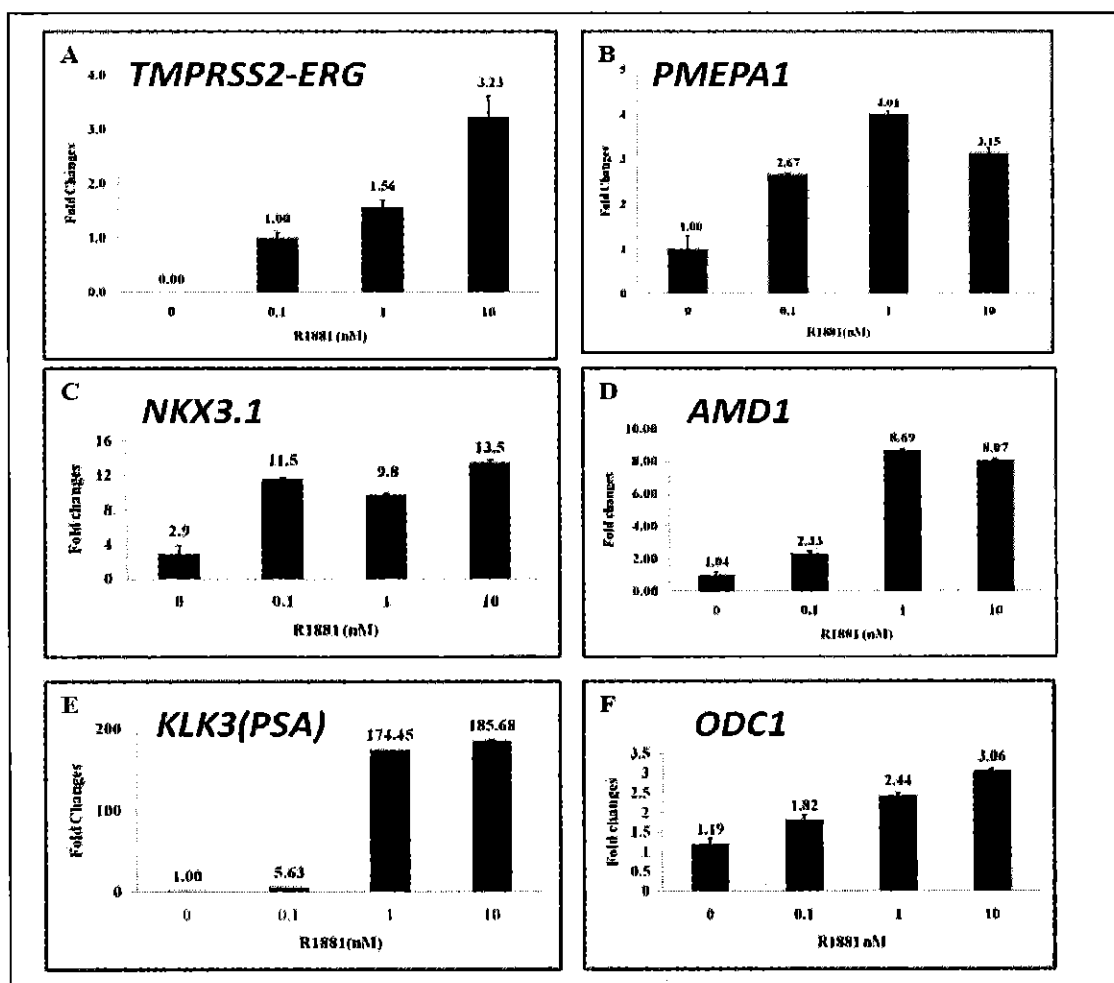 A
TMPRSS2-ERG
4.0
3.0
2.0
1.0
0.0
Fold Changes
0.00
1.00
1.56
3.23
0 0.1 1 10
R1881 (nM)
B
PMEPA1
5
4
3
2
1
0
Fold Changes
1.00
2.67
4.01
3.15
0 0.1 1 10
R1881(nM)
C
NKX3.1
16
12
8
4
0
Fold changes
2.9
11.5
9.8
13.5
0 0.1 1 10
R1881 (nM)
D
AMD1
10.00
8.00
6.00
4.00
2.00
0.00
Fold changes
1.04
2.33
8.69
8.07
0 0.1 1 10
R1881 (nM)
E
KLK3(PSA)
200
100
0
Fold Changes
1.00
5.63
174.45
185.68
0 0.1 1 10
R1881(nM)
F
ODC1
3.5
3
2.5
2
1.5
1
0.5
0
Fold changes
1.19
1.82
2.44
3.06
0 0.1 1 10
R1881 nM